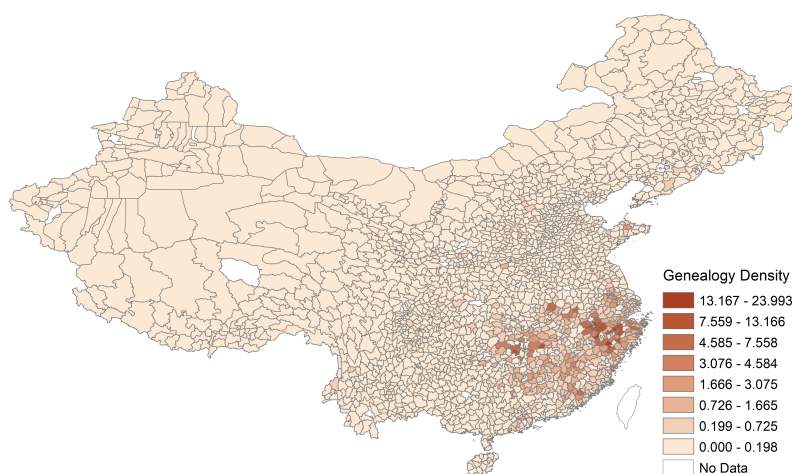 Genealogy Density
13.167 - 23.993
7.559 - 13.166
4.585 - 7.558
3.076 - 4.584
1.666 - 3.075
0.726 - 1.665
0.199 - 0.725
0.000 - 0.198
No Data